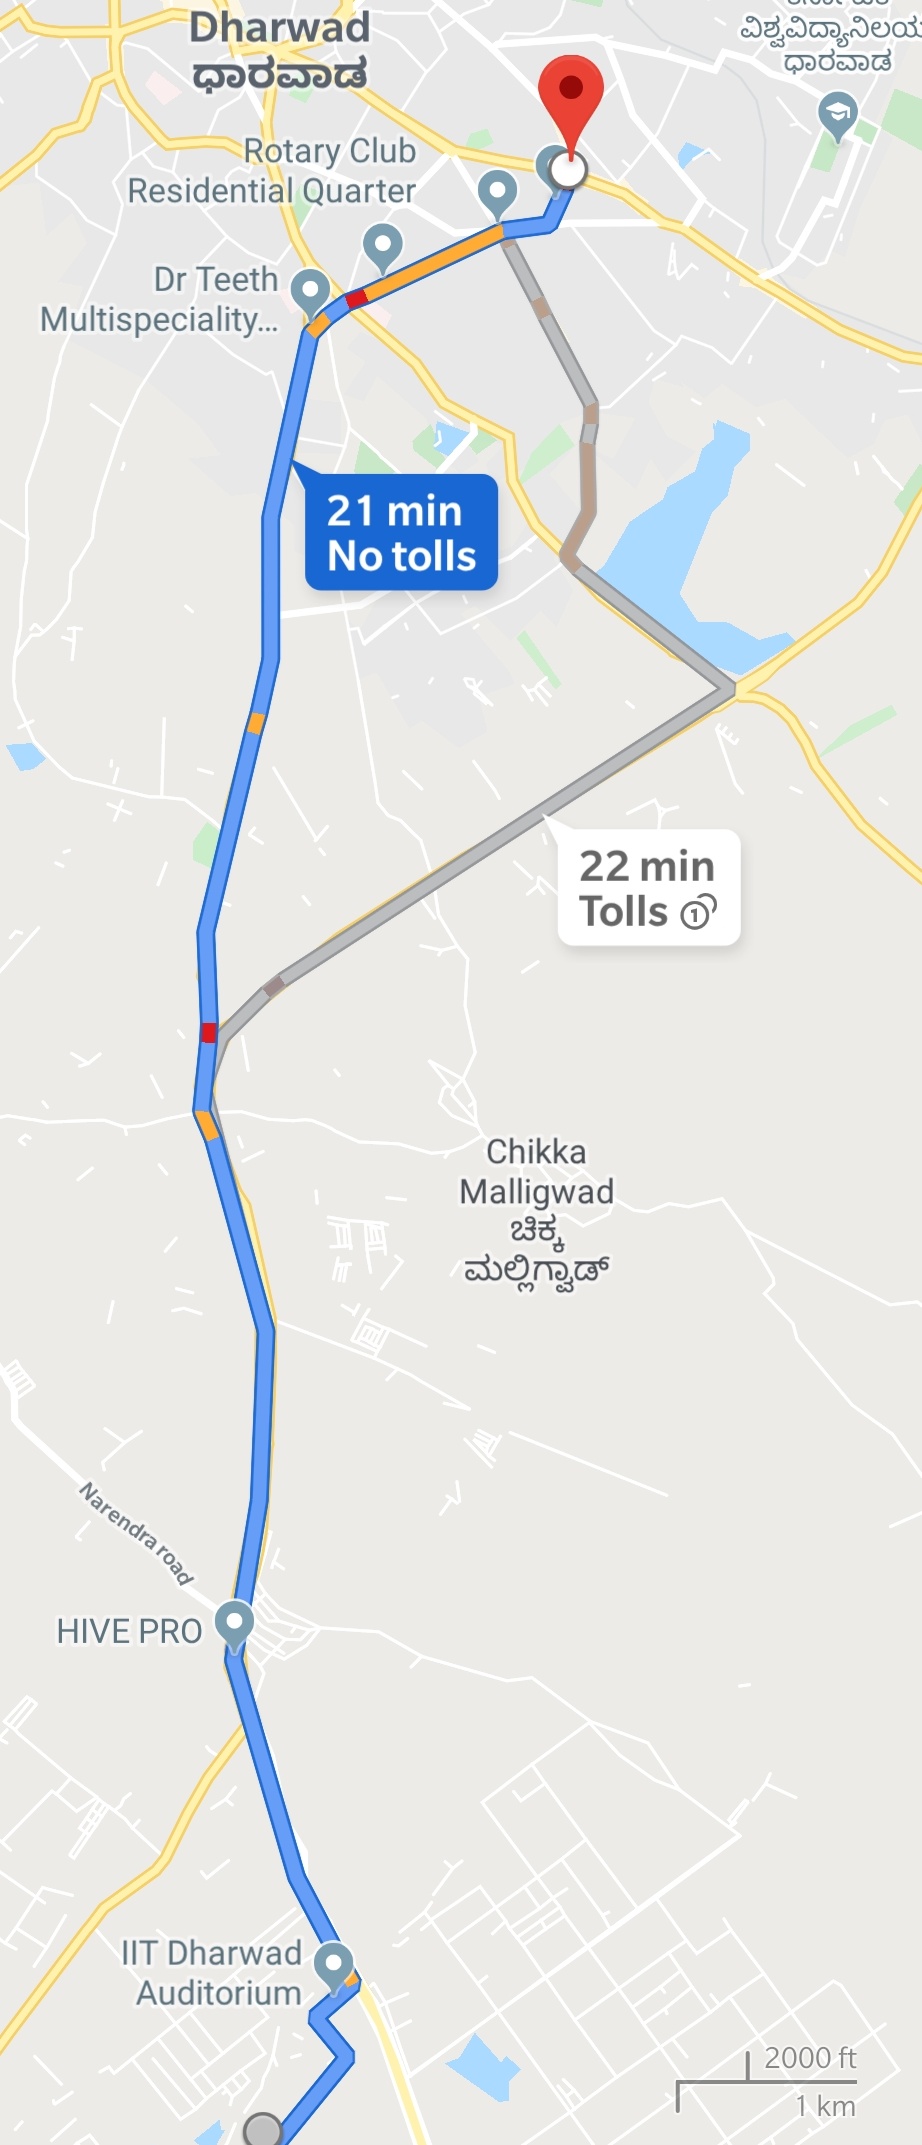 Dharwad
ಧಾರವಾಡ
ವಿಶ್ವವಿದ್ಯಾನಿಲಯ
ಧಾರವಾಡ
Rotary Club
Residential Quarter
Dr Teeth
Multispeciality...
21 min
No tolls
22 min
Tolls
Chikka
Malligwad
ಚಿಕ್ಕ
ಮಲ್ಲಿಗ್ವಾಡ್
Narendra road
HIVE PRO
IIT Dharwad
Auditorium
2000 ft
1 km